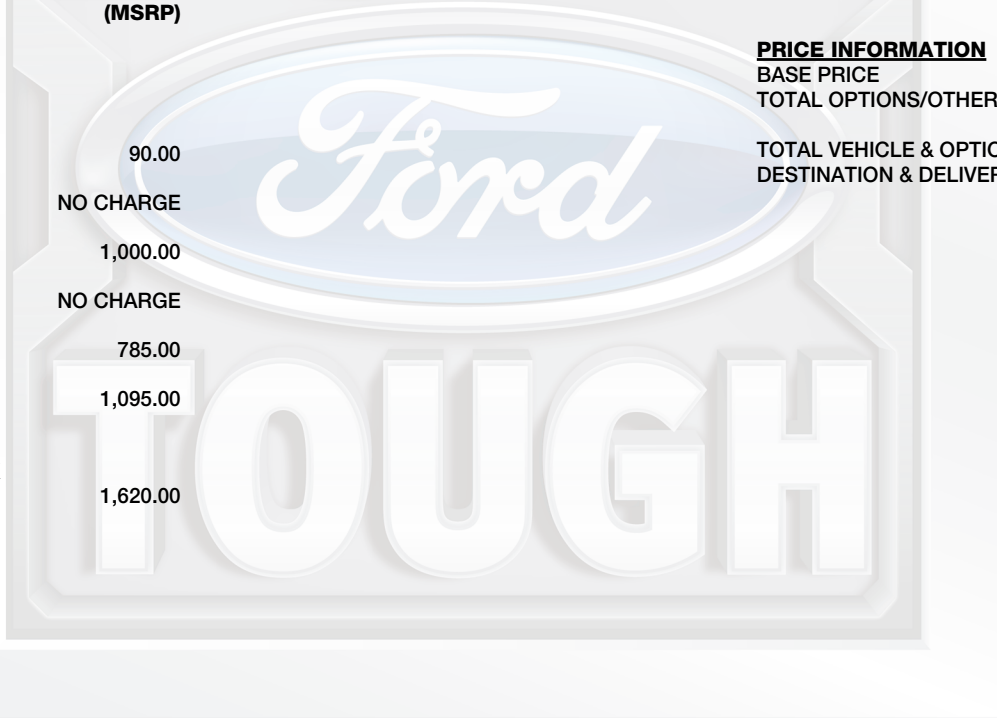 (MSRP)
90.00
NO CHARGE
1,000.00
NO CHARGE
785.00
1,095.00
1,620.00
PRICE INFORMATION
BASE PRICE
TOTAL OPTIONS/OTHER
TOTAL VEHICLE & OPTIO
DESTINATION & DELIVER
Ford
TOUGH